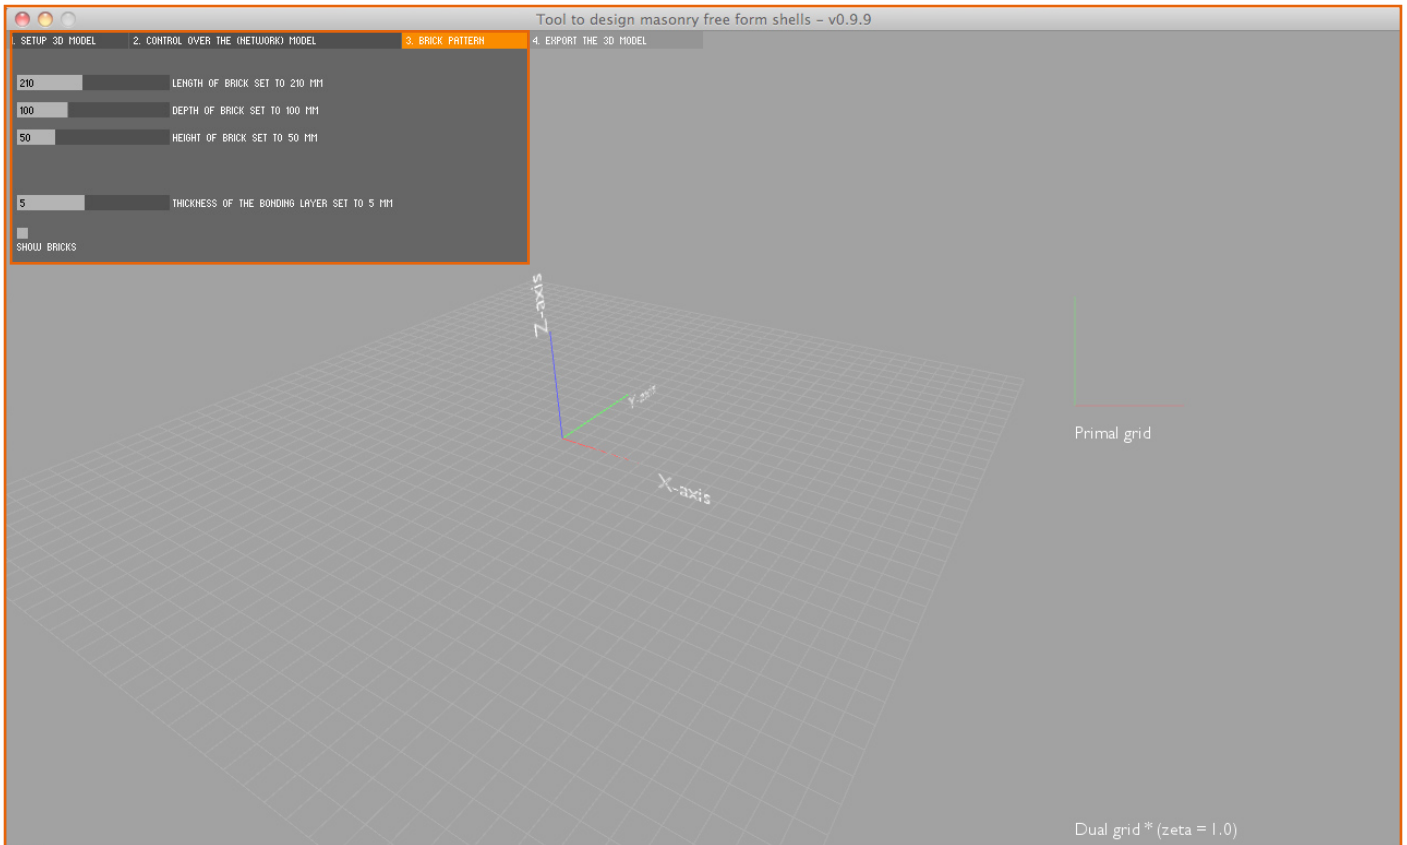 Tool to design masonry free form shells – v0.9.9
. SETUP 3D MODEL 2. CONTROL OVER THE (NETWORK) MODEL 3. BRICK PATTERN 4. EXPORT THE 3D MODEL
210 LENGTH OF BRICK SET TO 210 MM
100 DEPTH OF BRICK SET TO 100 MM
50 HEIGHT OF BRICK SET TO 50 MM
5 THICKNESS OF THE BONDING LAYER SET TO 5 MM
SHOW BRICKS
Z-axis
Y-axis
X-axis
Primal grid
Dual grid * (zeta = 1.0)